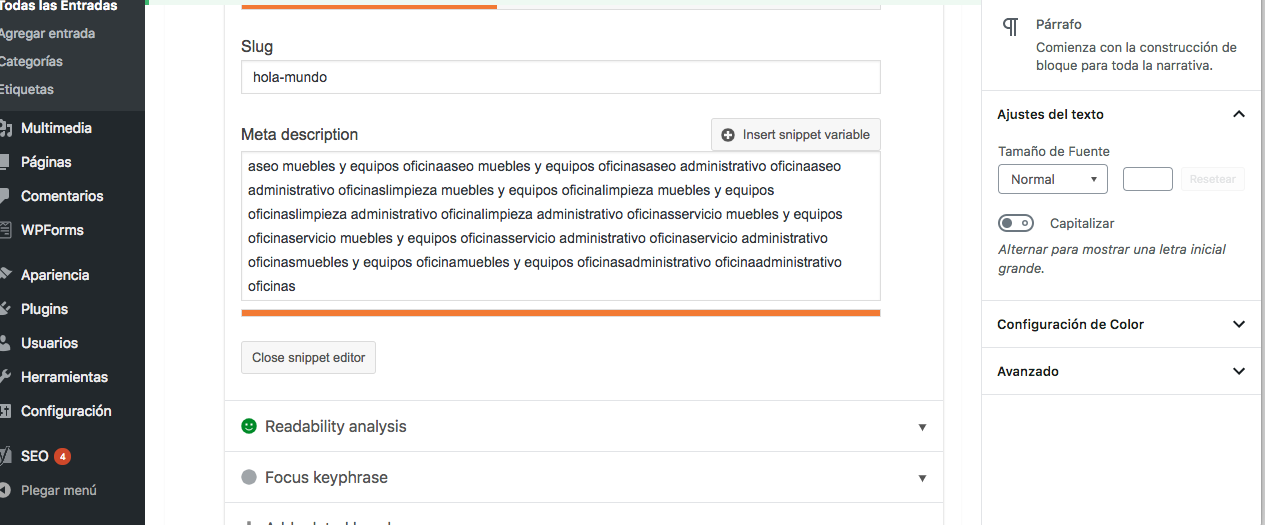 Todas las Entradas
Agregar entrada
Categorías
Etiquetas
Multimedia
Páginas
Comentarios
WPForms
Apariencia
Plugins
Usuarios
Herramientas
Configuración
SEO 4
Plegar menú
Slug
hola-mundo
Meta description
Insert snippet variable
aseo muebles y equipos oficinaaseo muebles y equipos oficinasaseo administrativo oficinaaseo
administrativo oficinaslimpieza muebles y equipos oficinalimpieza muebles y equipos
oficinaslimpieza administrativo oficinalimpieza administrativo oficinasservicio muebles y equipos
oficinaservicio muebles y equipos oficinasservicio administrativo oficinaservicio administrativo
oficinasmuebles y equipos oficinamuebles y equipos oficinasadministrativo oficinaadministrativo
oficinas
Close snippet editor
Readability analysis
Focus keyphrase
Párrafo
Comienza con la construcción de
bloque para toda la narrativa.
Ajustes del texto
Tamaño de Fuente
Normal
Resetear
Capitalizar
Alternar para mostrar una letra inicial
grande.
Configuración de Color
Avanzado